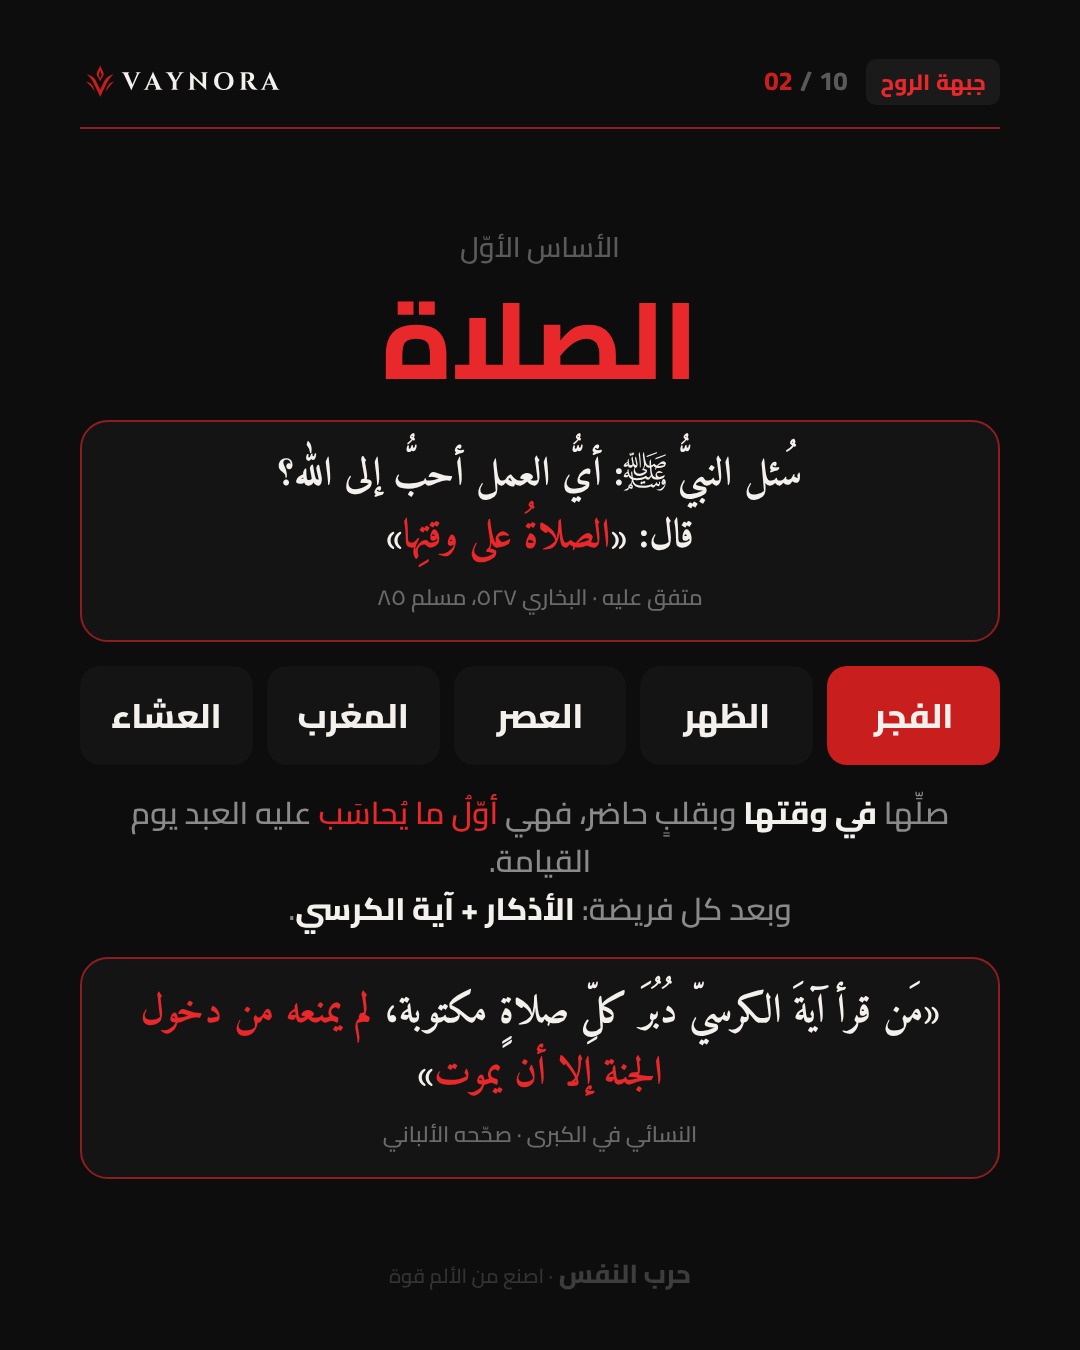 VAYNORA
جبهة الروح
02 / 10
الأساس الأوّل
الصلاة
سُئل النبيُّ ﷺ: أيُّ العمل أحبُّ إلى الله؟
قال: «الصلاةُ على وقتِها»
متفق عليه · البخاري ٥٢٧، مسلم ٨٥
الفجر
الظهر
العصر
المغرب
العشاء
صلِّها في وقتها وبقلبٍ حاضر، فهي أوّلُ ما يُحاسَب عليه العبد يوم
القيامة.
وبعد كل فريضة: الأذكار + آية الكرسي.
«مَن قرأ آيةَ الكرسيّ دُبُرَ كلِّ صلاةٍ مكتوبة، لم يمنعه من دخول
الجنة إلا أن يموت»
النسائي في الكبرى · صحّحه الألباني
حرب النفس · اصنع من الألم قوة